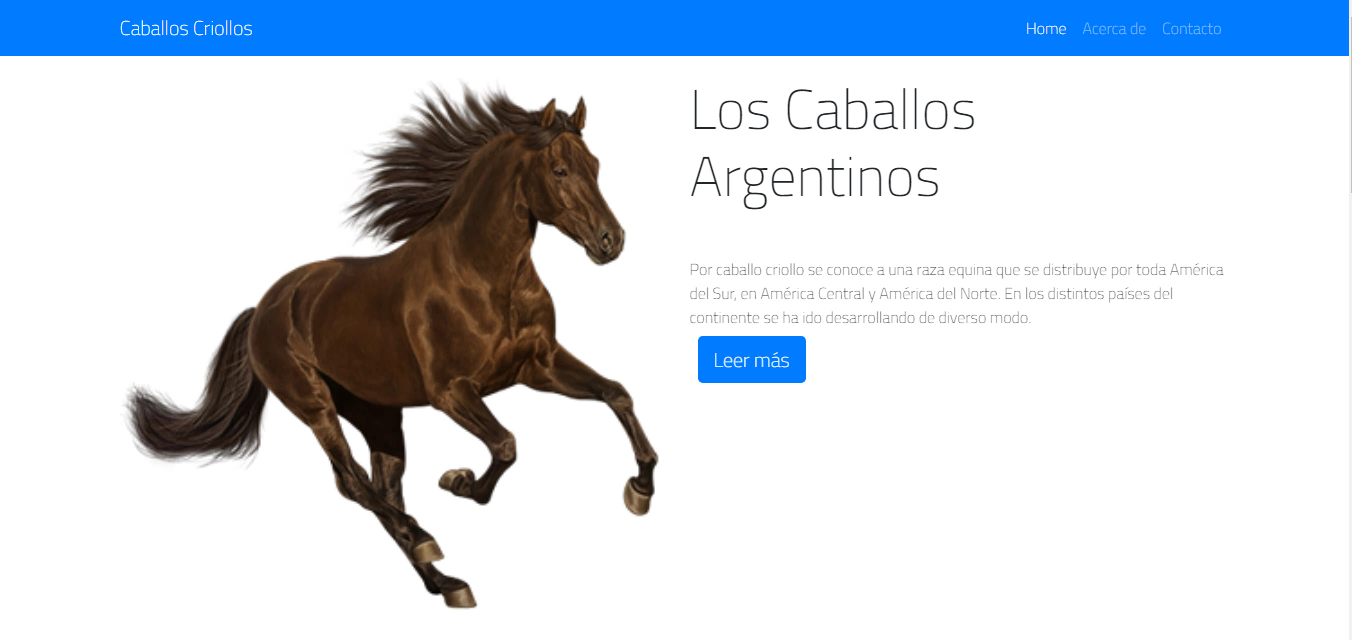 Caballos Criollos
Home Acerca de Contacto
Los Caballos
Argentinos
Por caballo criollo se conoce a una raza equina que se distribuye por toda América
del Sur, en América Central y América del Norte. En los distintos países del
continente se ha ido desarrollando de diverso modo.
Leer más